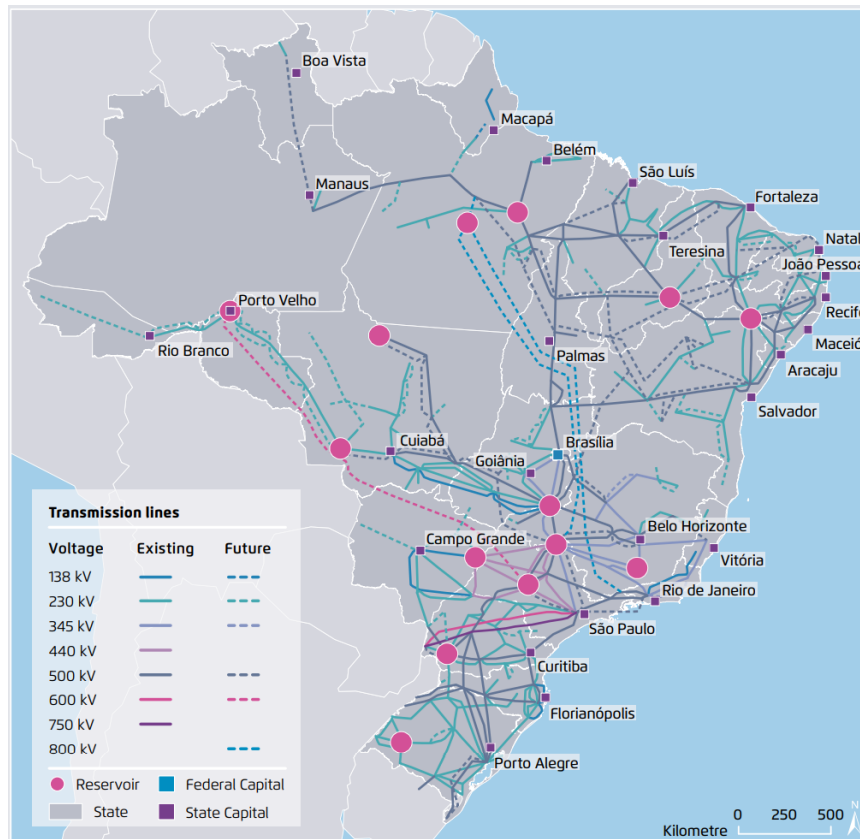 Boa Vista
Macapá
Belém
Manaus
São Luís
Fortaleza
Teresina
Natal
João Pessoa
Porto Velho
Recife
Rio Branco
Maceió
Palmas
Aracaju
Salvador
Cuiabá
Brasília
Goiânia
Transmission lines
Voltage Existing Future
138 kV
230 kV
345 kV
440 kV
500 kV
600 kV
750 kV
800 kV
Reservoir Federal Capital
State State Capital
Campo Grande
Belo Horizonte
Vitória
Rio de Janeiro
São Paulo
Curitiba
Florianópolis
Porto Alegre
0 250 500
Kilometre
N